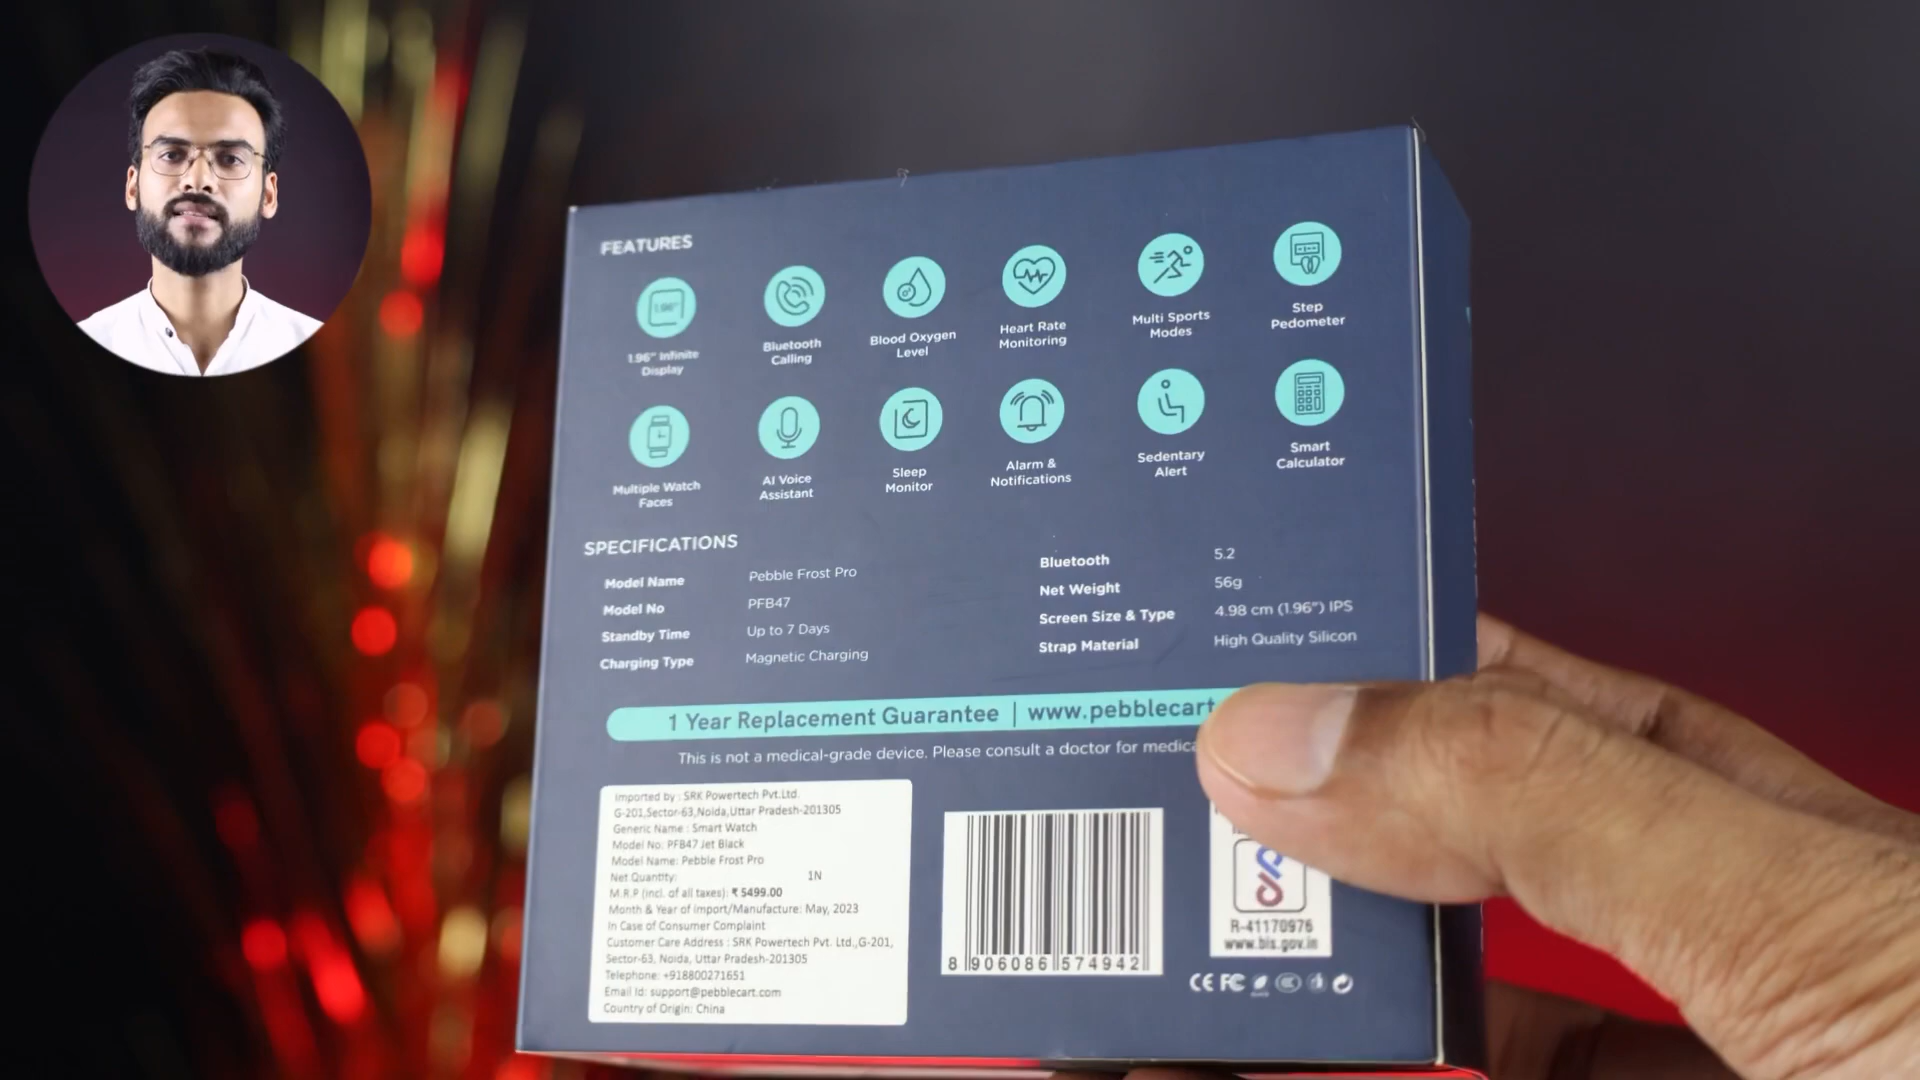 FEATURES
1.96"
1.96" Infinite
Display
Bluetooth
Calling
Blood Oxygen
Level
Heart Rate
Monitoring
Multi Sports
Modes
Step
Pedometer
Multiple Watch
Faces
AI Voice
Assistant
Sleep
Monitor
Alarm &
Notifications
Sedentary
Alert
Smart
Calculator
SPECIFICATIONS
Model Name Pebble Frost Pro
Model No PFB47
Standby Time Up to 7 Days
Charging Type Magnetic Charging
Bluetooth 5.2
Net Weight 56g
Screen Size & Type 4.98 cm (1.96") IPS
Strap Material High Quality Silicon
1 Year Replacement Guarantee | www.pebblecart
This is not a medical-grade device. Please consult a doctor for medica
Imported by : SRK Powertech Pvt.Ltd.
G-201,Sector-63,Noida,Uttar Pradesh-201305
Generic Name : Smart Watch
Model No: PFB47 Jet Black
Model Name: Pebble Frost Pro
Net Quantity: 1N
M.R.P (incl. of all taxes): ₹ 5499.00
Month & Year of Import/Manufacture: May, 2023
In Case of Consumer Complaint
Customer Care Address : SRK Powertech Pvt. Ltd.,G-201,
Sector-63, Noida, Uttar Pradesh-201305
Telephone: +918800271651
Email Id: support@pebblecart.com
Country of Origin: China
8 906086 574942
R-41170976
www.bis.gov.in
CE FC